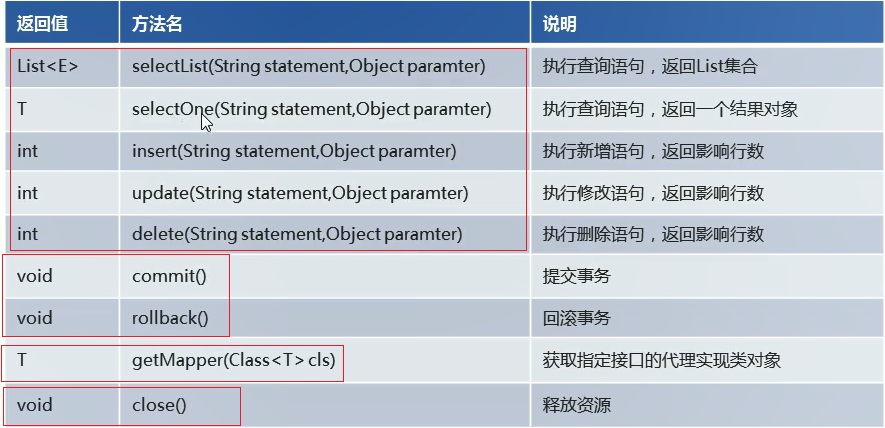 返回值 方法名 说明
List<E> selectList(String statement,Object paramter) 执行查询语句，返回List集合
T selectOne(String statement,Object paramter) 执行查询语句，返回一个结果对象
int insert(String statement,Object paramter) 执行新增语句，返回影响行数
int update(String statement,Object paramter) 执行修改语句，返回影响行数
int delete(String statement,Object paramter) 执行删除语句，返回影响行数
void commit() 提交事务
void rollback() 回滚事务
T getMapper(Class<T> cls) 获取指定接口的代理实现类对象
void close() 释放资源